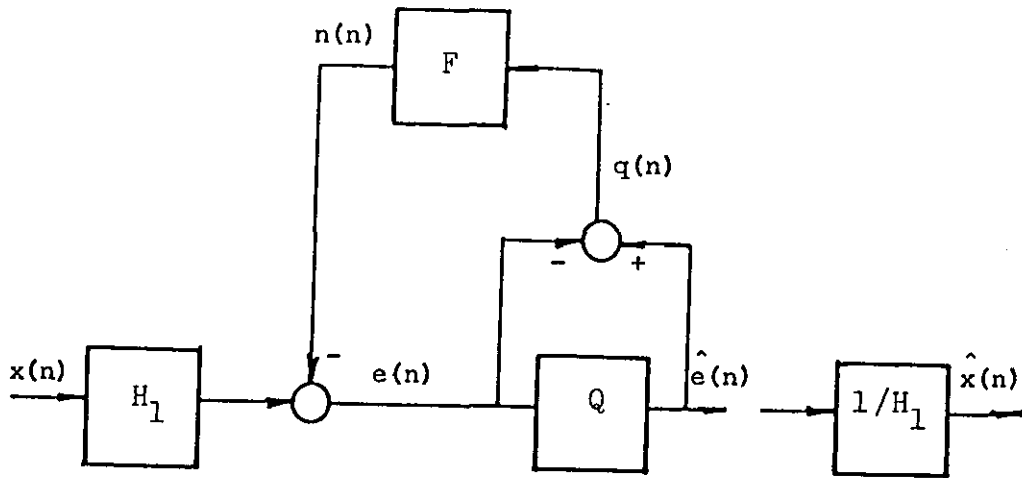 n(n)
F
q(n)
-
+
-
x(n)
H₁
e(n)
Q
ê(n)
1/H₁
x̂(n)